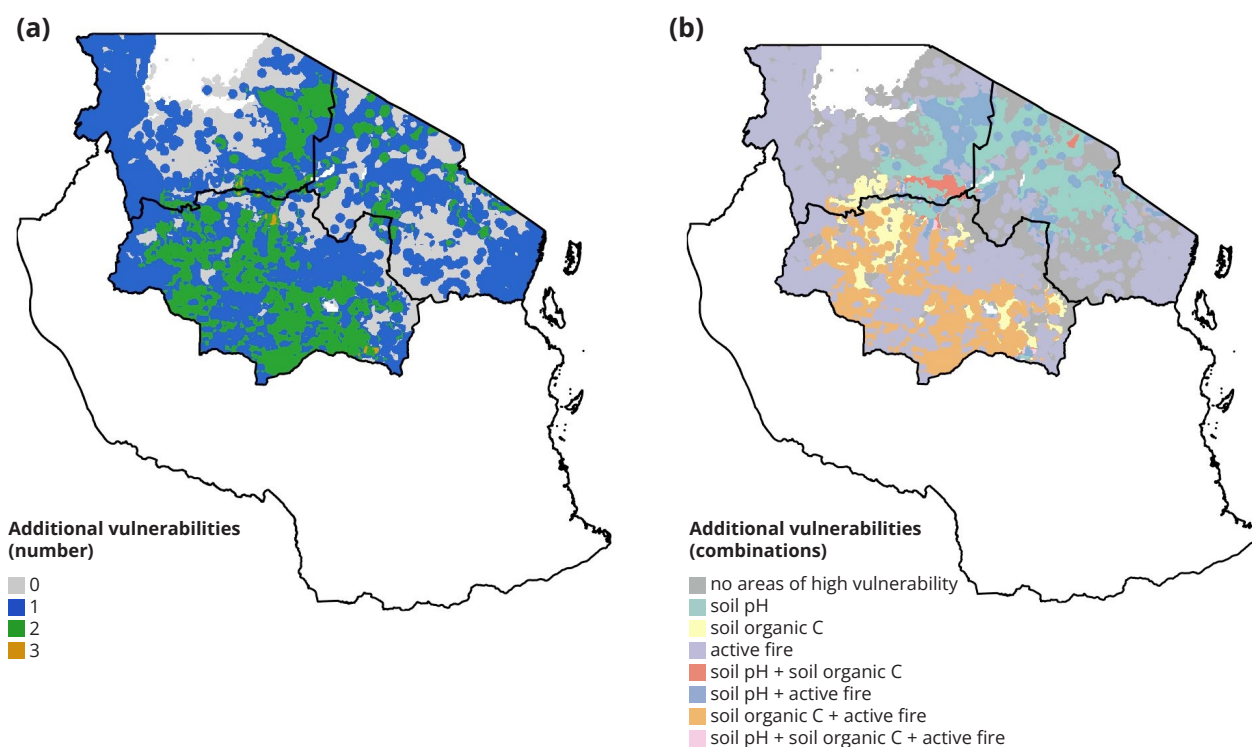 (a)
Additional vulnerabilities
(number)
0
1
2
3
(b)
Additional vulnerabilities
(combinations)
no areas of high vulnerability
soil pH
soil organic C
active fire
soil pH + soil organic C
soil pH + active fire
soil organic C + active fire
soil pH + soil organic C + active fire